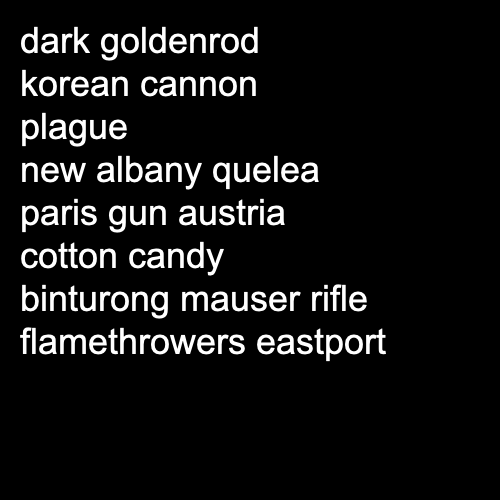 dark goldenrod
korean cannon
plague
new albany quelea
paris gun austria
cotton candy
binturong mauser rifle
flamethrowers eastport